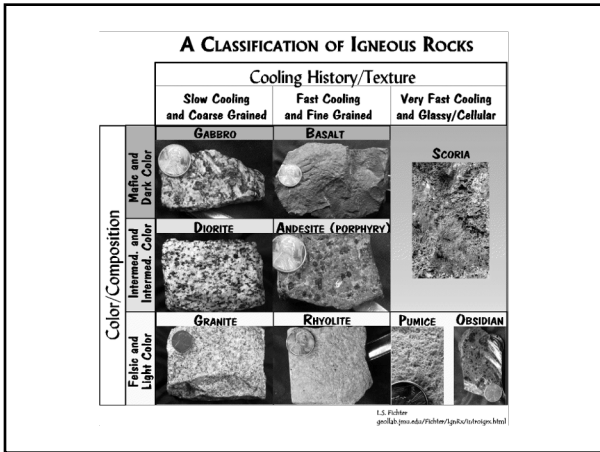 A Classification of Igneous Rocks
Cooling History/Texture
Slow Cooling
and Coarse Grained
Fast Cooling
and Fine Grained
Very Fast Cooling
and Glassy/Cellular
Color/Composition
Mafic and
Dark Color
Gabbro
Basalt
Scoria
Intermed. and
Intermed. Color
Diorite
Andesite (porphyry)
Felsic and
Light Color
Granite
Rhyolite
Pumice
Obsidian
L.S. Fichter
geollab.jmu.edu/Fichter/IgnRx/Introigrx.html